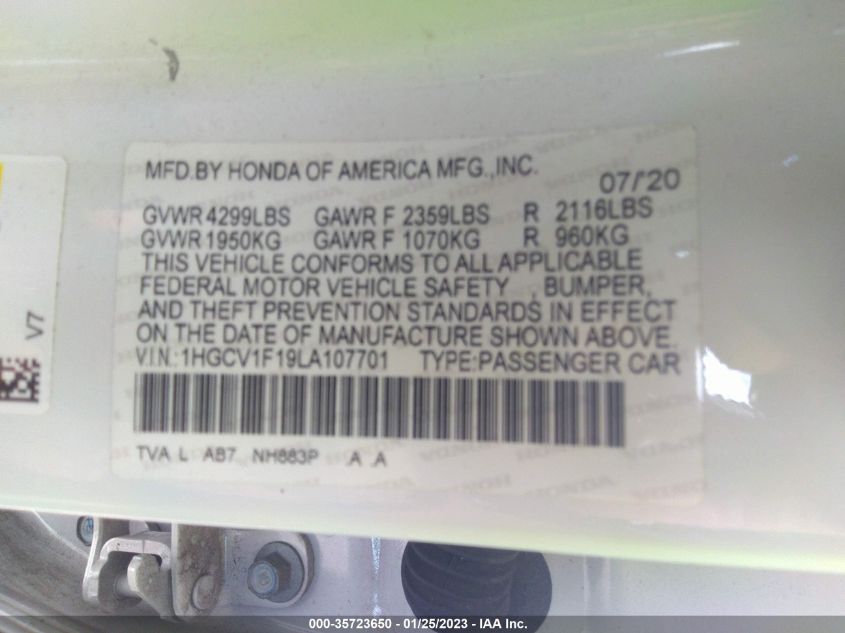 MFD.BY HONDA OF AMERICA MFG.,INC. 07/'20
GVWR 4299LBS GAWR F 2359LBS R 2116LBS
GVWR 1950KG GAWR F 1070KG R 960KG
THIS VEHICLE CONFORMS TO ALL APPLICABLE
FEDERAL MOTOR VEHICLE SAFETY , BUMPER,
AND THEFT PREVENTION STANDARDS IN EFFECT
ON THE DATE OF MANUFACTURE SHOWN ABOVE.
VIN.:1HGCV1F19LA107701 TYPE:PASSENGER CAR
TVA L AB7 NH883P .A .A
V7
000-35723650 - 01/25/2023 - IAA Inc.